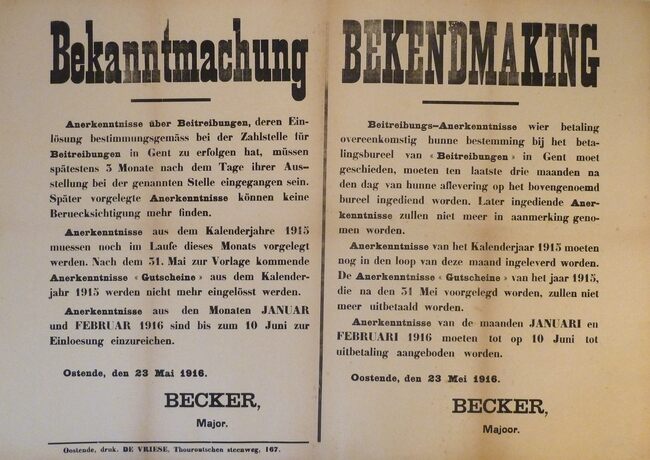 Bekanntmachung
Anerkenntnisse über Beitreibungen, deren Ein-
lösung bestimmungsgemäss bei der Zahlstelle für
Beitreibungen in Gent zu erfolgen hat, müssen
spätestens 3 Monate nach dem Tage ihrer Aus-
stellung bei der genannten Stelle eingegangen sein.
Später vorgelegte Anerkenntnisse können keine
Beruecksichtigung mehr finden.
Anerkenntnisse aus dem Kalenderjahre 1915
muessen noch im Laufe dieses Monats vorgelegt
werden. Nach dem 31. Mai zur Vorlage kommende
Anerkenntnisse « Gutscheine » aus dem Kalender-
jahr 1915 werden nicht mehr eingelösst werden.
Anerkenntnisse aus den Monaten JANUAR
und FEBRUAR 1916 sind bis zum 10 Juni zur
Einloesung einzureichen.
Ostende, den 23 Mai 1916.
BECKER,
Major.
Oostende, druk. DE VRIESE, Thouroutschen steenweg, 167.
BEKENDMAKING
Beitreibungs-Anerkenntnisse wier betaling
overeenkomstig hunne bestemming bij het beta-
lingsbureel van « Beitreibungen » in Gent moet
geschieden, moeten ten laatste drie maanden na
den dag van hunne aflevering op het bovengenoemd
bureel ingediend worden. Later ingediende Aner-
kenntnisse zullen niet meer in aanmerking geno-
men worden.
Anerkenntnisse van het Kalenderjaar 1915 moeten
nog in den loop van deze maand ingeleverd worden.
De Anerkenntnisse « Gutscheine » van het jaar 1915,
die na den 31 Mei voorgelegd worden, zullen niet
meer uitbetaald worden.
Anerkenntnisse van de maanden JANUARI en
FEBRUARI 1916 moeten tot op 10 Juni tot
uitbetaling aangeboden worden.
Oostende, den 23 Mei 1916.
BECKER,
Majoor.